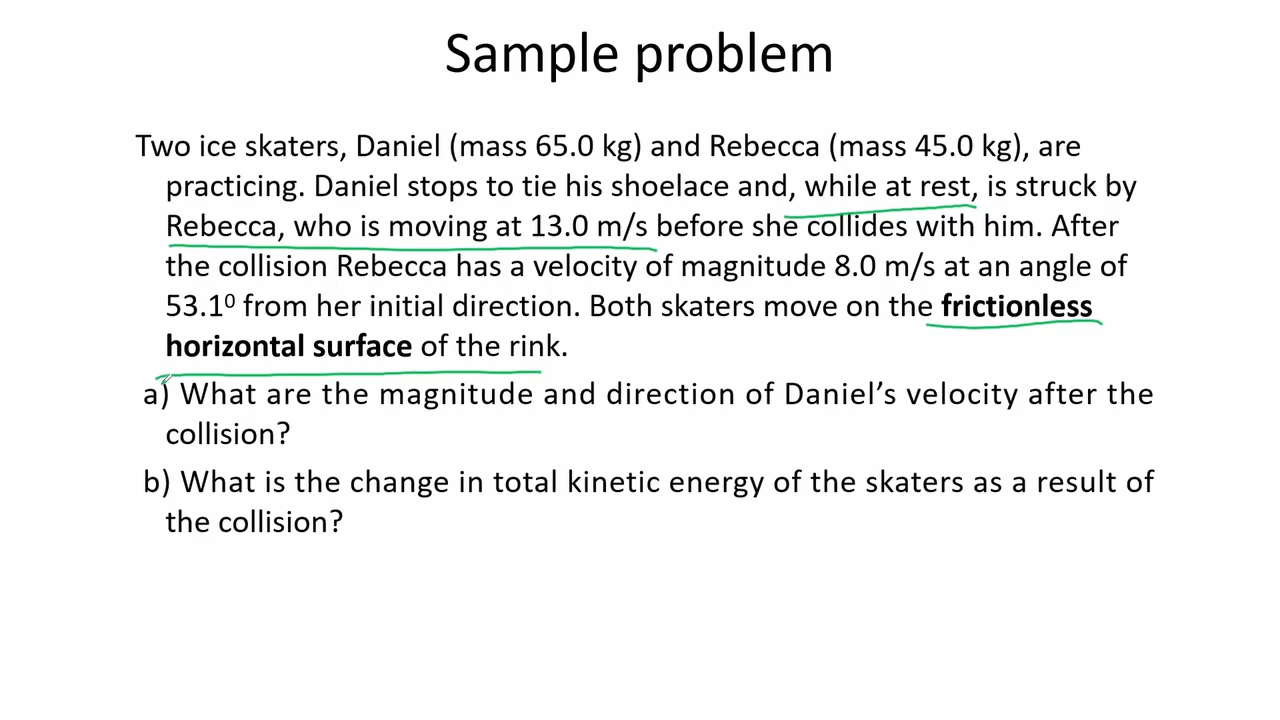 Sample problem
Two ice skaters, Daniel (mass 65.0 kg) and Rebecca (mass 45.0 kg), are
practicing. Daniel stops to tie his shoelace and, while at rest, is struck by
Rebecca, who is moving at 13.0 m/s before she collides with him. After
the collision Rebecca has a velocity of magnitude 8.0 m/s at an angle of
53.1⁰ from her initial direction. Both skaters move on the frictionless
horizontal surface of the rink.
a) What are the magnitude and direction of Daniel’s velocity after the
collision?
b) What is the change in total kinetic energy of the skaters as a result of
the collision?